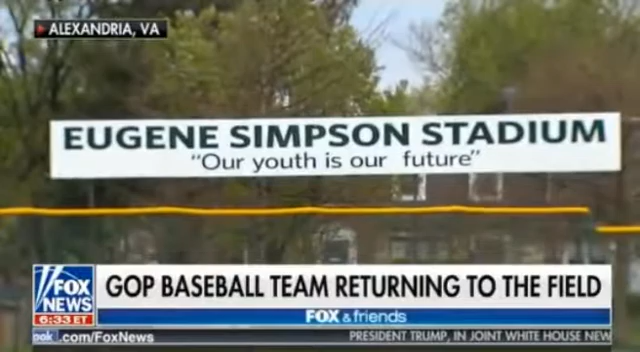 ALEXANDRIA, VA
EUGENE SIMPSON STADIUM
"Our youth is our future"
FOX
NEWS
6:33 ET
GOP BASEBALL TEAM RETURNING TO THE FIELD
FOX & friends
ook .com/FoxNews
PRESIDENT TRUMP, IN JOINT WHITE HOUSE NEW